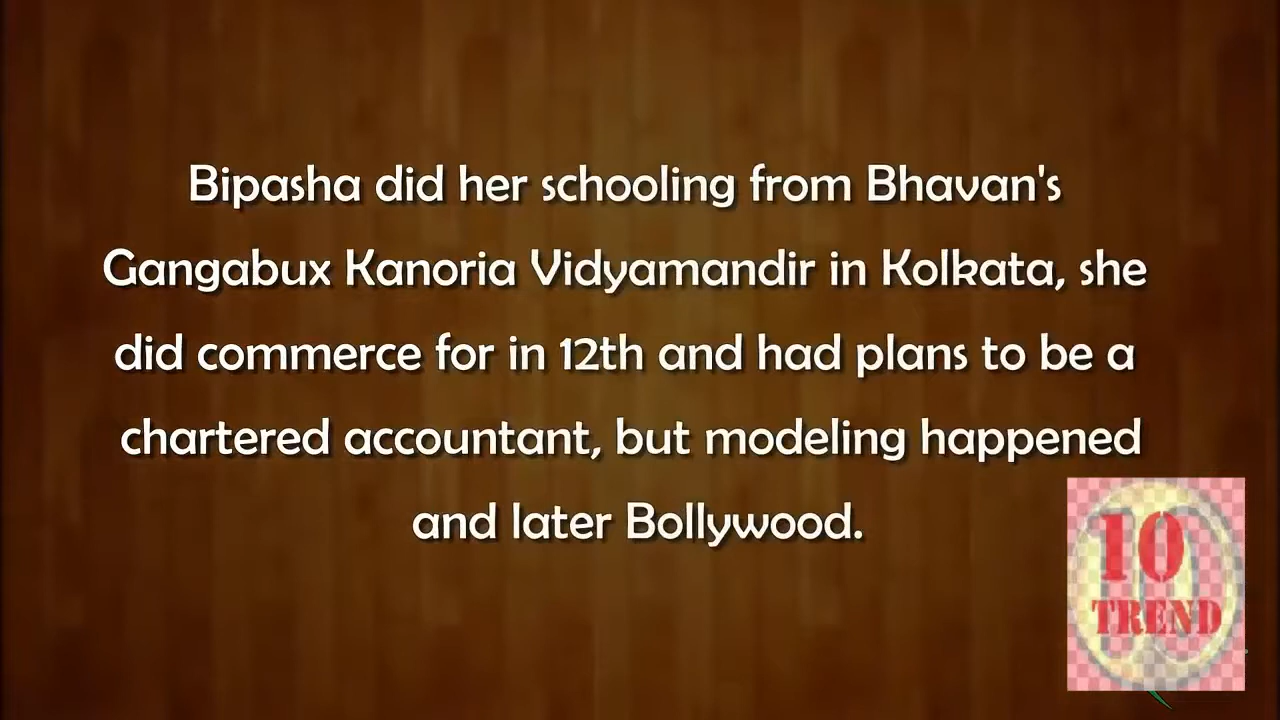 Bipasha did her schooling from Bhavan's
Gangabux Kanoria Vidyamandir in Kolkata, she
did commerce for in 12th and had plans to be a
chartered accountant, but modeling happened
and later Bollywood.
10
TREND